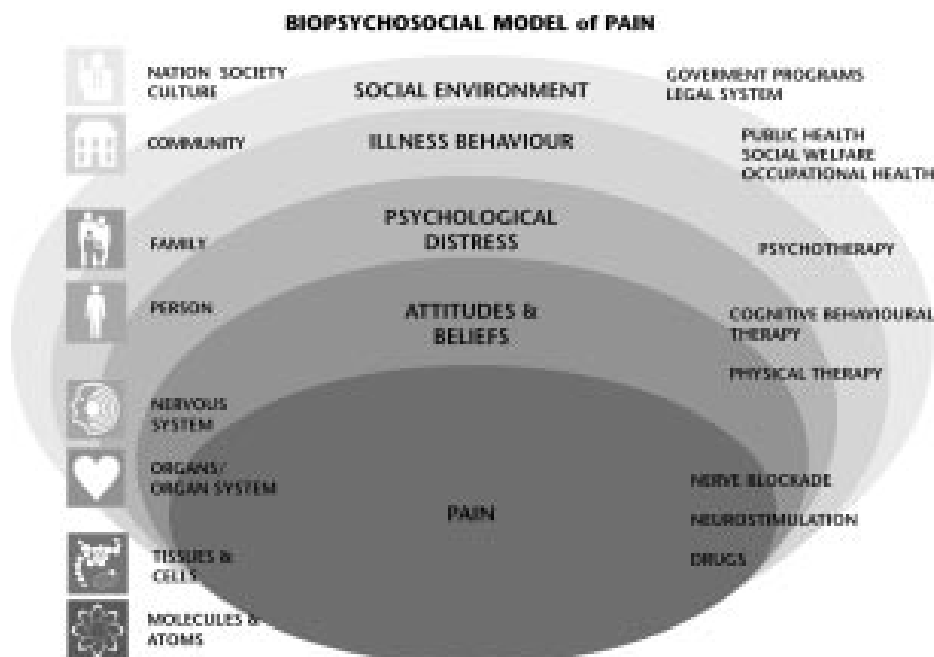 BIOPSYCHOSOCIAL MODEL of PAIN
NATION SOCIETY
CULTURE
SOCIAL ENVIRONMENT
GOVERMENT PROGRAMS
LEGAL SYSTEM
COMMUNITY
ILLNESS BEHAVIOUR
PUBLIC HEALTH
SOCIAL WELFARE
OCCUPATIONAL HEALTH
FAMILY
PSYCHOLOGICAL
DISTRESS
PSYCHOTHERAPY
PERSON
ATTITUDES &
BELIEFS
COGNITIVE BEHAVIOURAL
THERAPY
PHYSICAL THERAPY
NERVOUS
SYSTEM
ORGANS/
ORGAN SYSTEM
PAIN
NERVE BLOCKADE
NEUROSTIMULATION
DRUGS
TISSUES &
CELLS
MOLECULES &
ATOMS